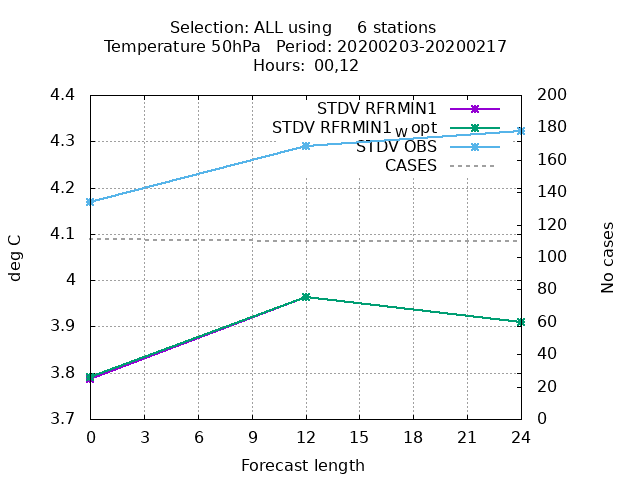 Selection: ALL using     6 stations
Temperature 50hPa   Period: 20200203-20200217
Hours:  00,12
4.4
4.3
4.2
4.1
4
3.9
3.8
3.7
deg C
STDV RFRMIN1
STDV RFRMIN1 w opt
STDV OBS
CASES
200
180
160
140
120
100
80
60
40
20
0
No cases
0 3 6 9 12 15 18 21 24
Forecast length